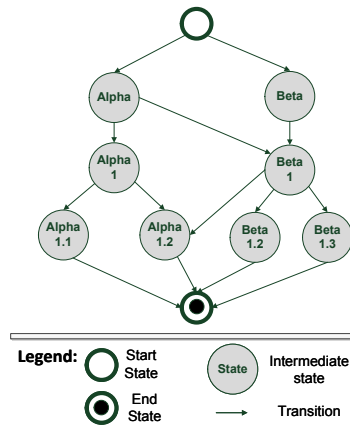 Alpha
Beta
Alpha
1
Beta
1
Alpha
1.1
Alpha
1.2
Beta
1.2
Beta
1.3
Legend:
Start
State
State
Intermediate
state
End
State
Transition